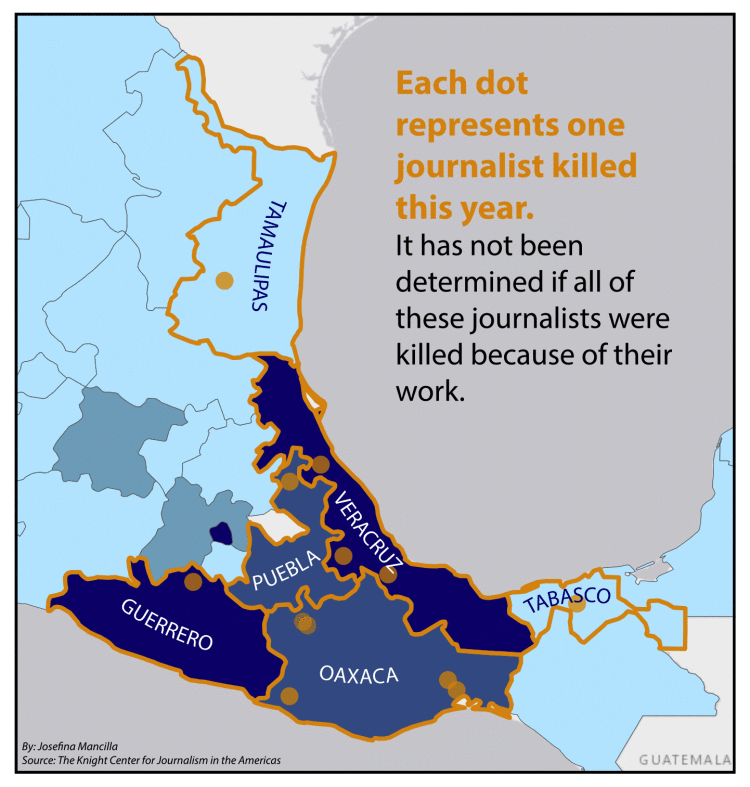 Each dot
represents one
journalist killed
this year.
It has not been
determined if all of
these journalists were
killed because of their
work.
TAMAULIPAS
VERACRUZ
PUEBLA
TABASCO
GUERRERO
OAXACA
By: Josefina Mancilla
Source: The Knight Center for Journalism in the Americas
GUATEMALA